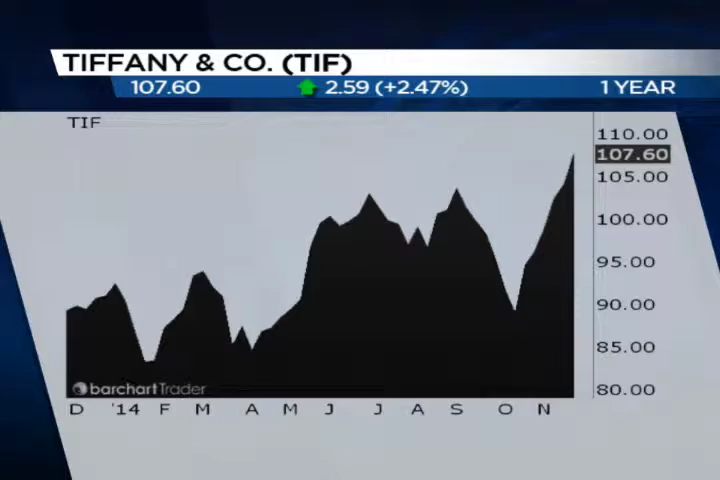 TIFFANY & CO. (TIF)
107.60 2.59 (+2.47%) 1 YEAR
TIF
110.00
107.60
105.00
100.00
95.00
90.00
85.00
80.00
barchartTrader
D '14 F M A M J J A S O N